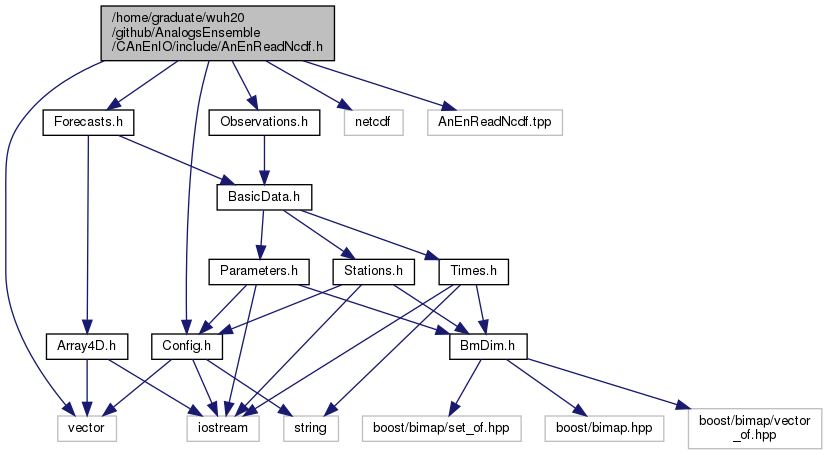 /home/graduate/wuh20
/github/AnalogsEnsemble
/CAnEnIO/include/AnEnReadNcdf.h
Forecasts.h
Observations.h
netcdf
AnEnReadNcdf.tpp
BasicData.h
Parameters.h
Stations.h
Times.h
Array4D.h
Config.h
BmDim.h
vector
iostream
string
boost/bimap/set_of.hpp
boost/bimap.hpp
boost/bimap/vector
_of.hpp